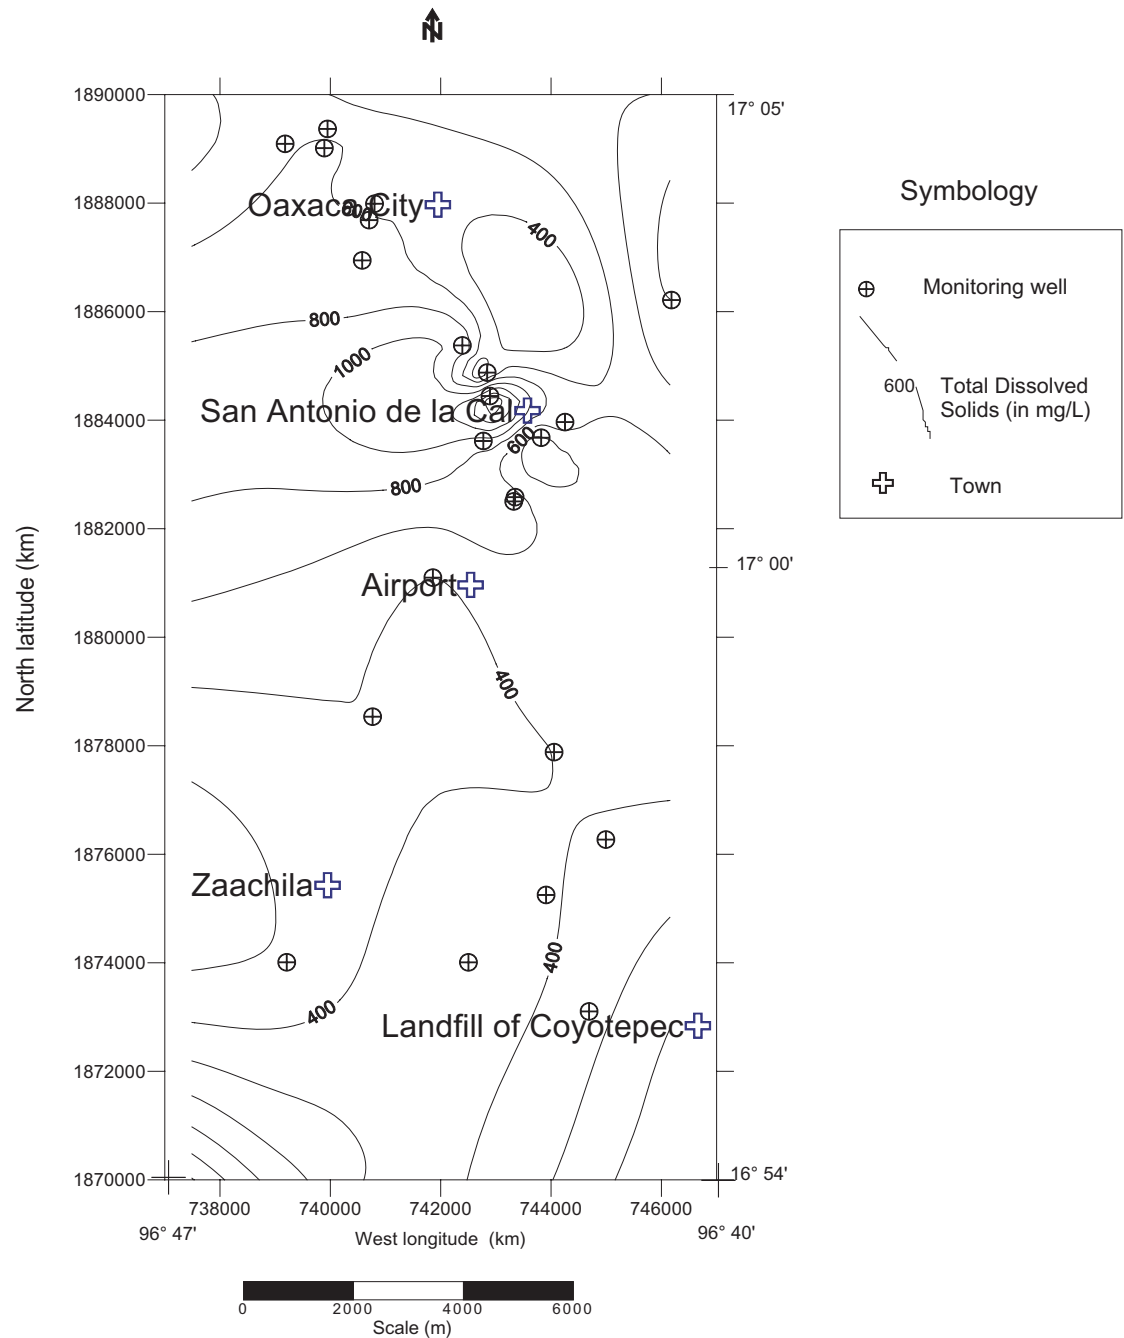 N
1890000
17° 05'
Symbology
Oaxaca City
600
1888000
400
Monitoring well
1886000
800
1000
600
Total Dissolved
Solids (in mg/L)
San Antonio de la Cal
1884000
600
800
Town
1882000
17° 00'
Airport
North latitude (km)
1880000
400
1878000
1876000
Zaachila
1874000
400
400
Landfill of Coyotepec
1872000
1870000
16° 54'
738000 740000 742000 744000 746000
96° 47' West longitude (km) 96° 40'
0 2000 4000 6000
Scale (m)